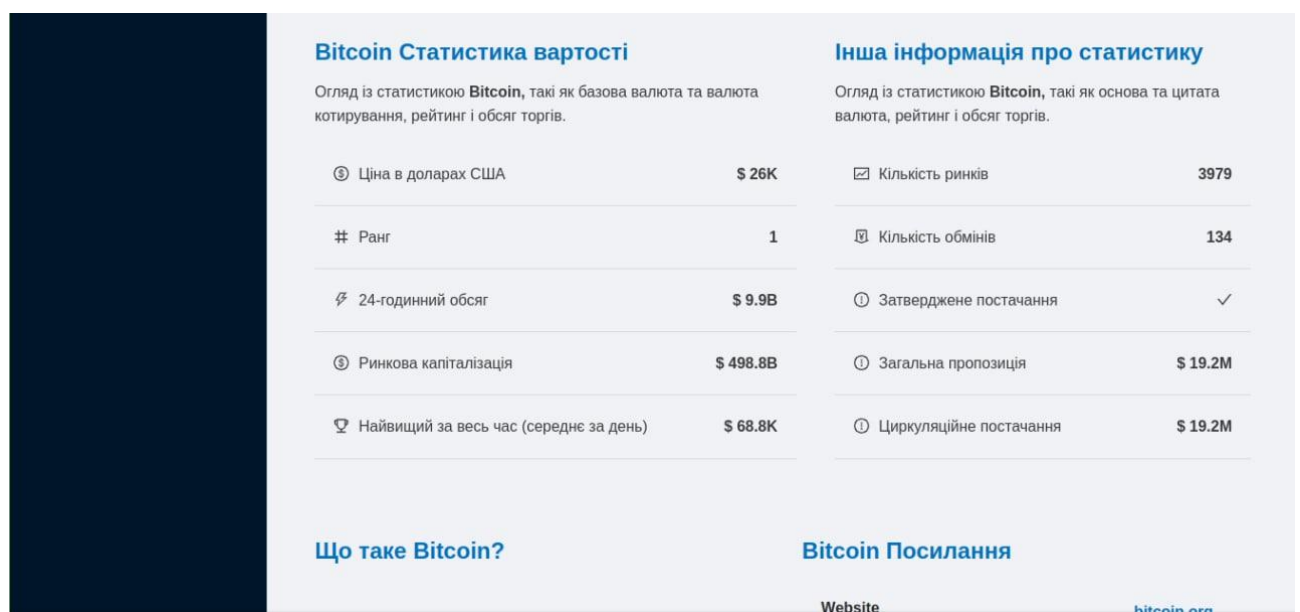 Bitcoin Статистика вартості
Огляд із статистикою Bitcoin, такі як базова валюта та валюта
котирування, рейтинг і обсяг торгів.
Ціна в доларах США $ 26K
Ранг 1
24-годинний обсяг $ 9.9B
Ринкова капіталізація $ 498.8B
Найвищий за весь час (середнє за день) $ 68.8K
Інша інформація про статистику
Огляд із статистикою Bitcoin, такі як основа та цитата
валюта, рейтинг і обсяг торгів.
Кількість ринків 3979
Кількість обмінів 134
Затверджене постачання
Загальна пропозиція $ 19.2M
Циркуляційне постачання $ 19.2M
Що таке Bitcoin?
Bitcoin Посилання
Website bitcoin.org